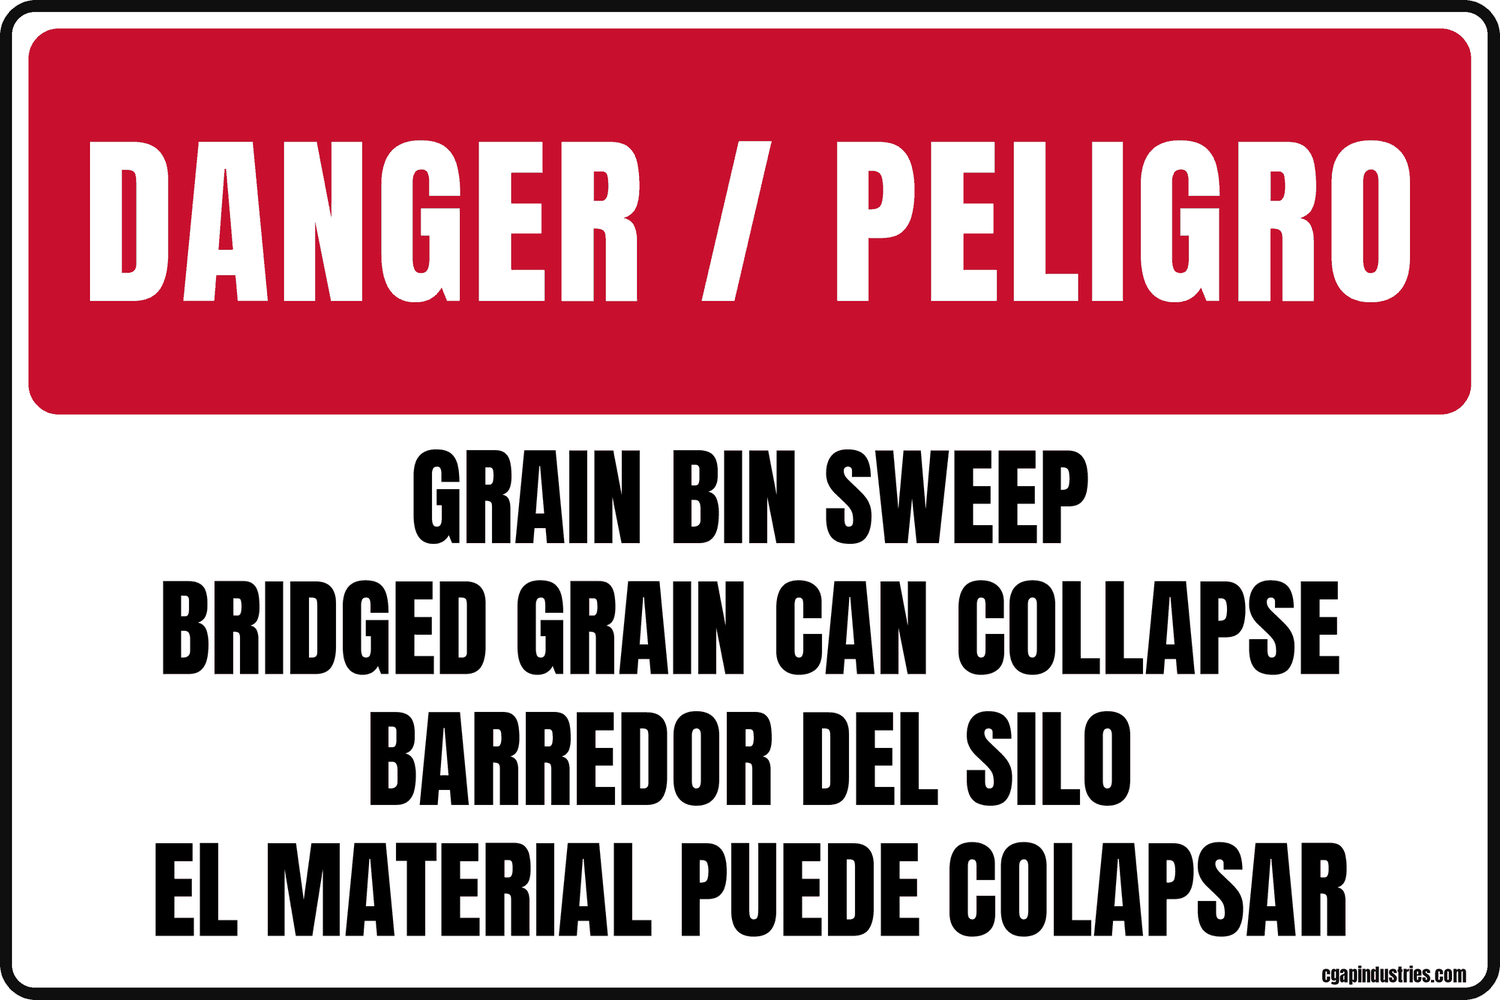 DANGER / PELIGRO
GRAIN BIN SWEEP
BRIDGED GRAIN CAN COLLAPSE
BARREDOR DEL SILO
EL MATERIAL PUEDE COLAPSAR
cgapindustries.com